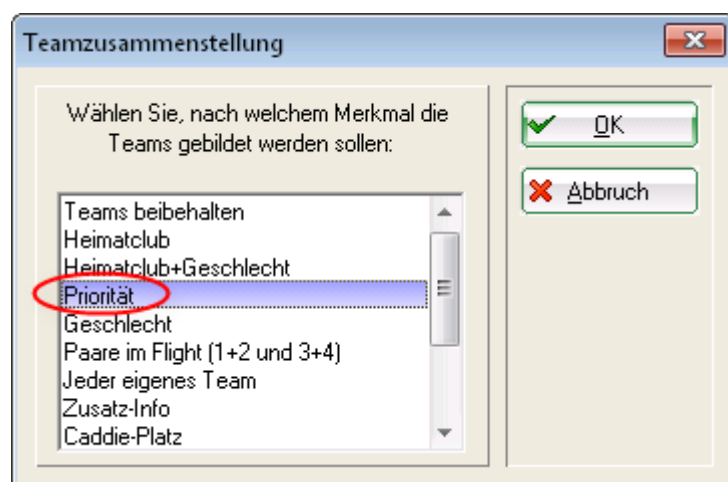 Teamzusammenstellung
Wählen Sie, nach welchem Merkmal die
Teams gebildet werden sollen:
OK
Abbruch
Teams beibehalten
Heimatclub
Heimatclub+Geschlecht
Priorität
Geschlecht
Paare im Flight (1+2 und 3+4)
Jeder eigenes Team
Zusatz-Info
Caddie-Platz